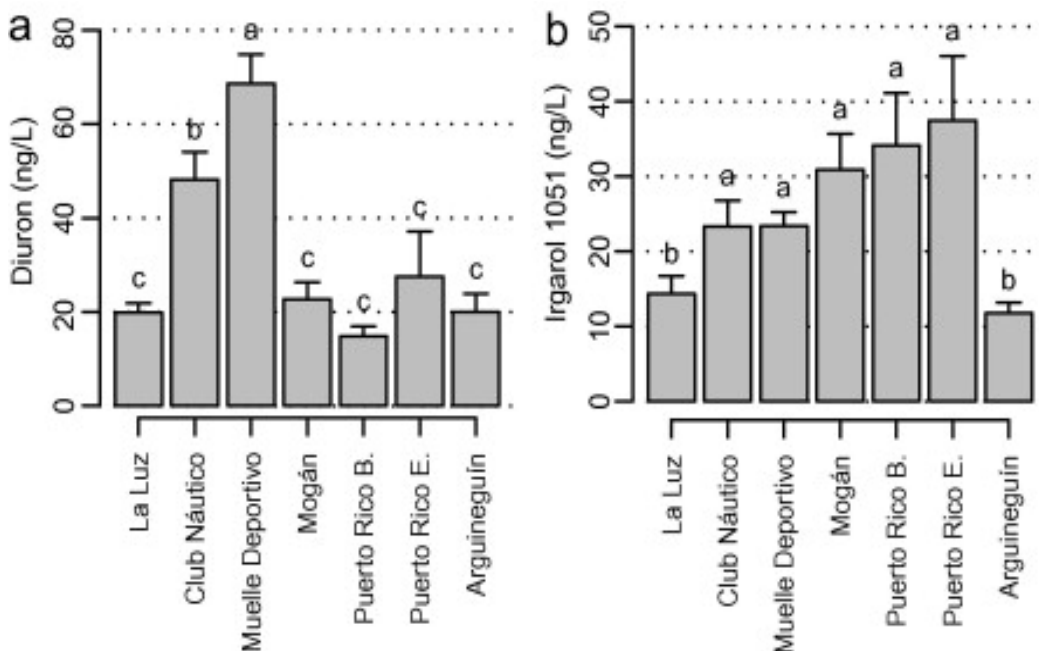 a
Diuron (ng/L)
80
60
40
20
0
c
b
a
c
c
c
c
La Luz
Club Náutico
Muelle Deportivo
Mogán
Puerto Rico B.
Puerto Rico E.
Arguineguín
b
Irgarol 1051 (ng/L)
50
40
30
20
10
0
b
a
a
a
a
a
b
La Luz
Club Náutico
Muelle Deportivo
Mogán
Puerto Rico B.
Puerto Rico E.
Arguineguín